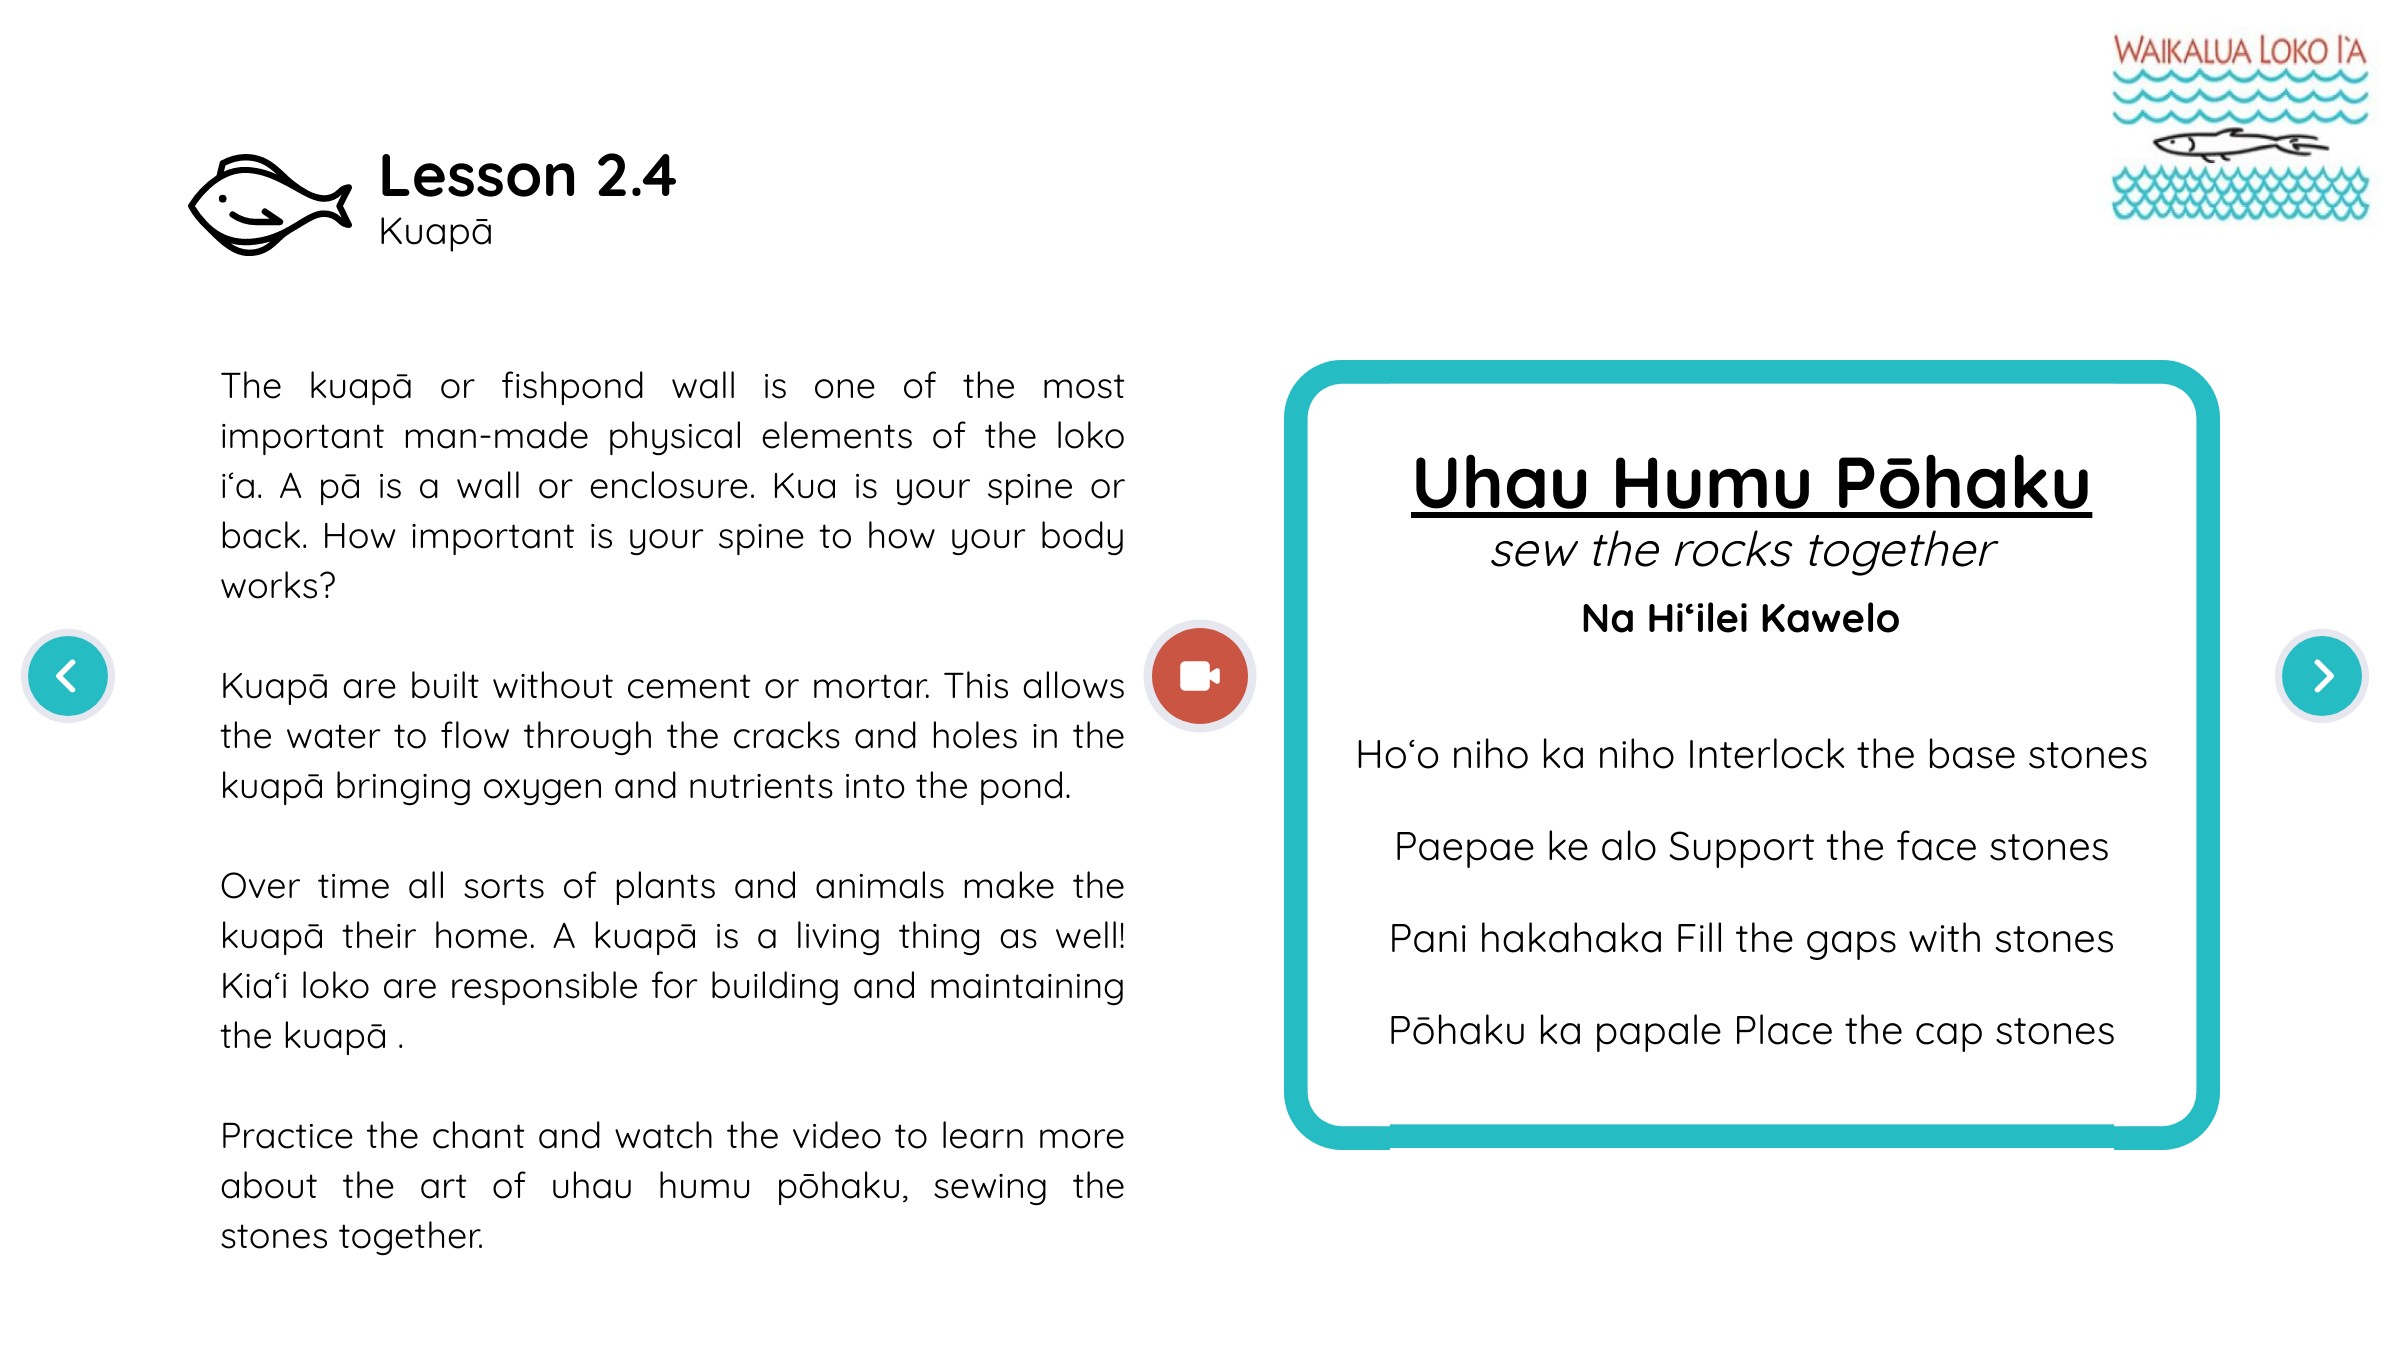 WAIKALUA LOKO I'A
Lesson 2.4
Kuapā
The kuapā or fishpond wall is one of the most
important man-made physical elements of the loko
iʻa. A pā is a wall or enclosure. Kua is your spine or
back. How important is your spine to how your body
works?
Kuapā are built without cement or mortar. This allows
the water to flow through the cracks and holes in the
kuapā bringing oxygen and nutrients into the pond.
Over time all sorts of plants and animals make the
kuapā their home. A kuapā is a living thing as well!
Kiaʻi loko are responsible for building and maintaining
the kuapā .
Practice the chant and watch the video to learn more
about the art of uhau humu pōhaku, sewing the
stones together.
Uhau Humu Pōhaku
sew the rocks together
Na Hiʻilei Kawelo
Hoʻo niho ka niho Interlock the base stones
Paepae ke alo Support the face stones
Pani hakahaka Fill the gaps with stones
Pōhaku ka papale Place the cap stones